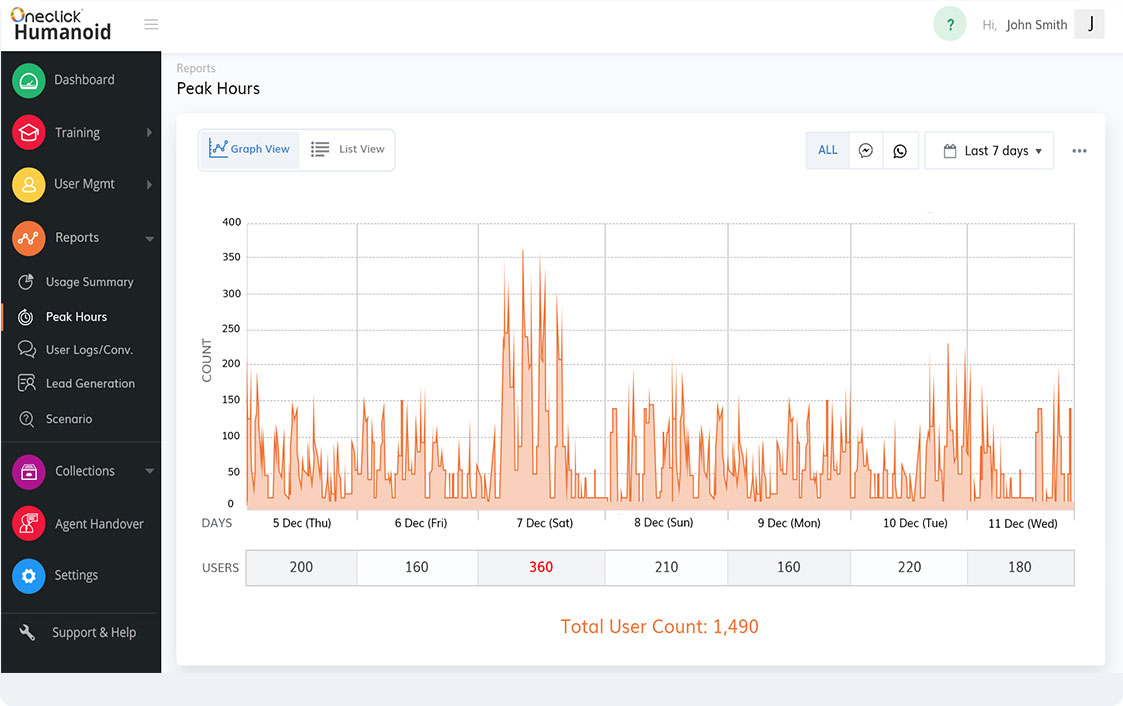 Oneclick
Humanoid
?
Hi, John Smith
J
Dashboard
Training
User Mgmt
Reports
Usage Summary
Peak Hours
User Logs/Conv.
Lead Generation
Scenario
Collections
Agent Handover
Settings
Support & Help
Reports
Peak Hours
Graph View
List View
ALL
Last 7 days
400
350
300
250
200
150
100
50
0
COUNT
DAYS
5 Dec (Thu)
6 Dec (Fri)
7 Dec (Sat)
8 Dec (Sun)
9 Dec (Mon)
10 Dec (Tue)
11 Dec (Wed)
USERS
200
160
360
210
160
220
180
Total User Count: 1,490